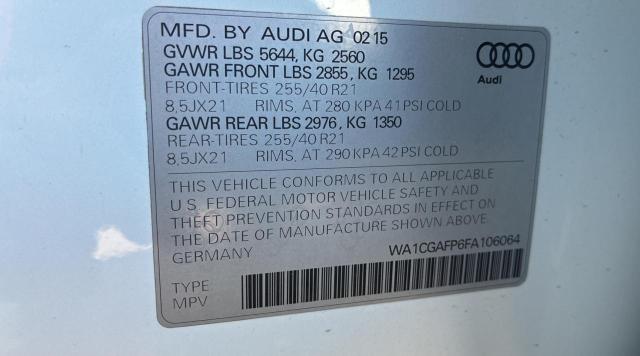 MFD. BY AUDI AG 02 15
GVWR LBS 5644, KG 2560
GAWR FRONT LBS 2855, KG 1295
FRONT-TIRES 255/40 R21
8,5JX21 RIMS, AT 280 KPA 41 PSI COLD
GAWR REAR LBS 2976, KG 1350
REAR-TIRES 255/40 R21
8,5JX21 RIMS, AT 290 KPA 42 PSI COLD
Audi
THIS VEHICLE CONFORMS TO ALL APPLICABLE
U.S. FEDERAL MOTOR VEHICLE SAFETY AND
THEFT PREVENTION STANDARDS IN EFFECT ON
THE DATE OF MANUFACTURE SHOWN ABOVE.
GERMANY
WA1CGAFP6FA106064
TYPE
MPV